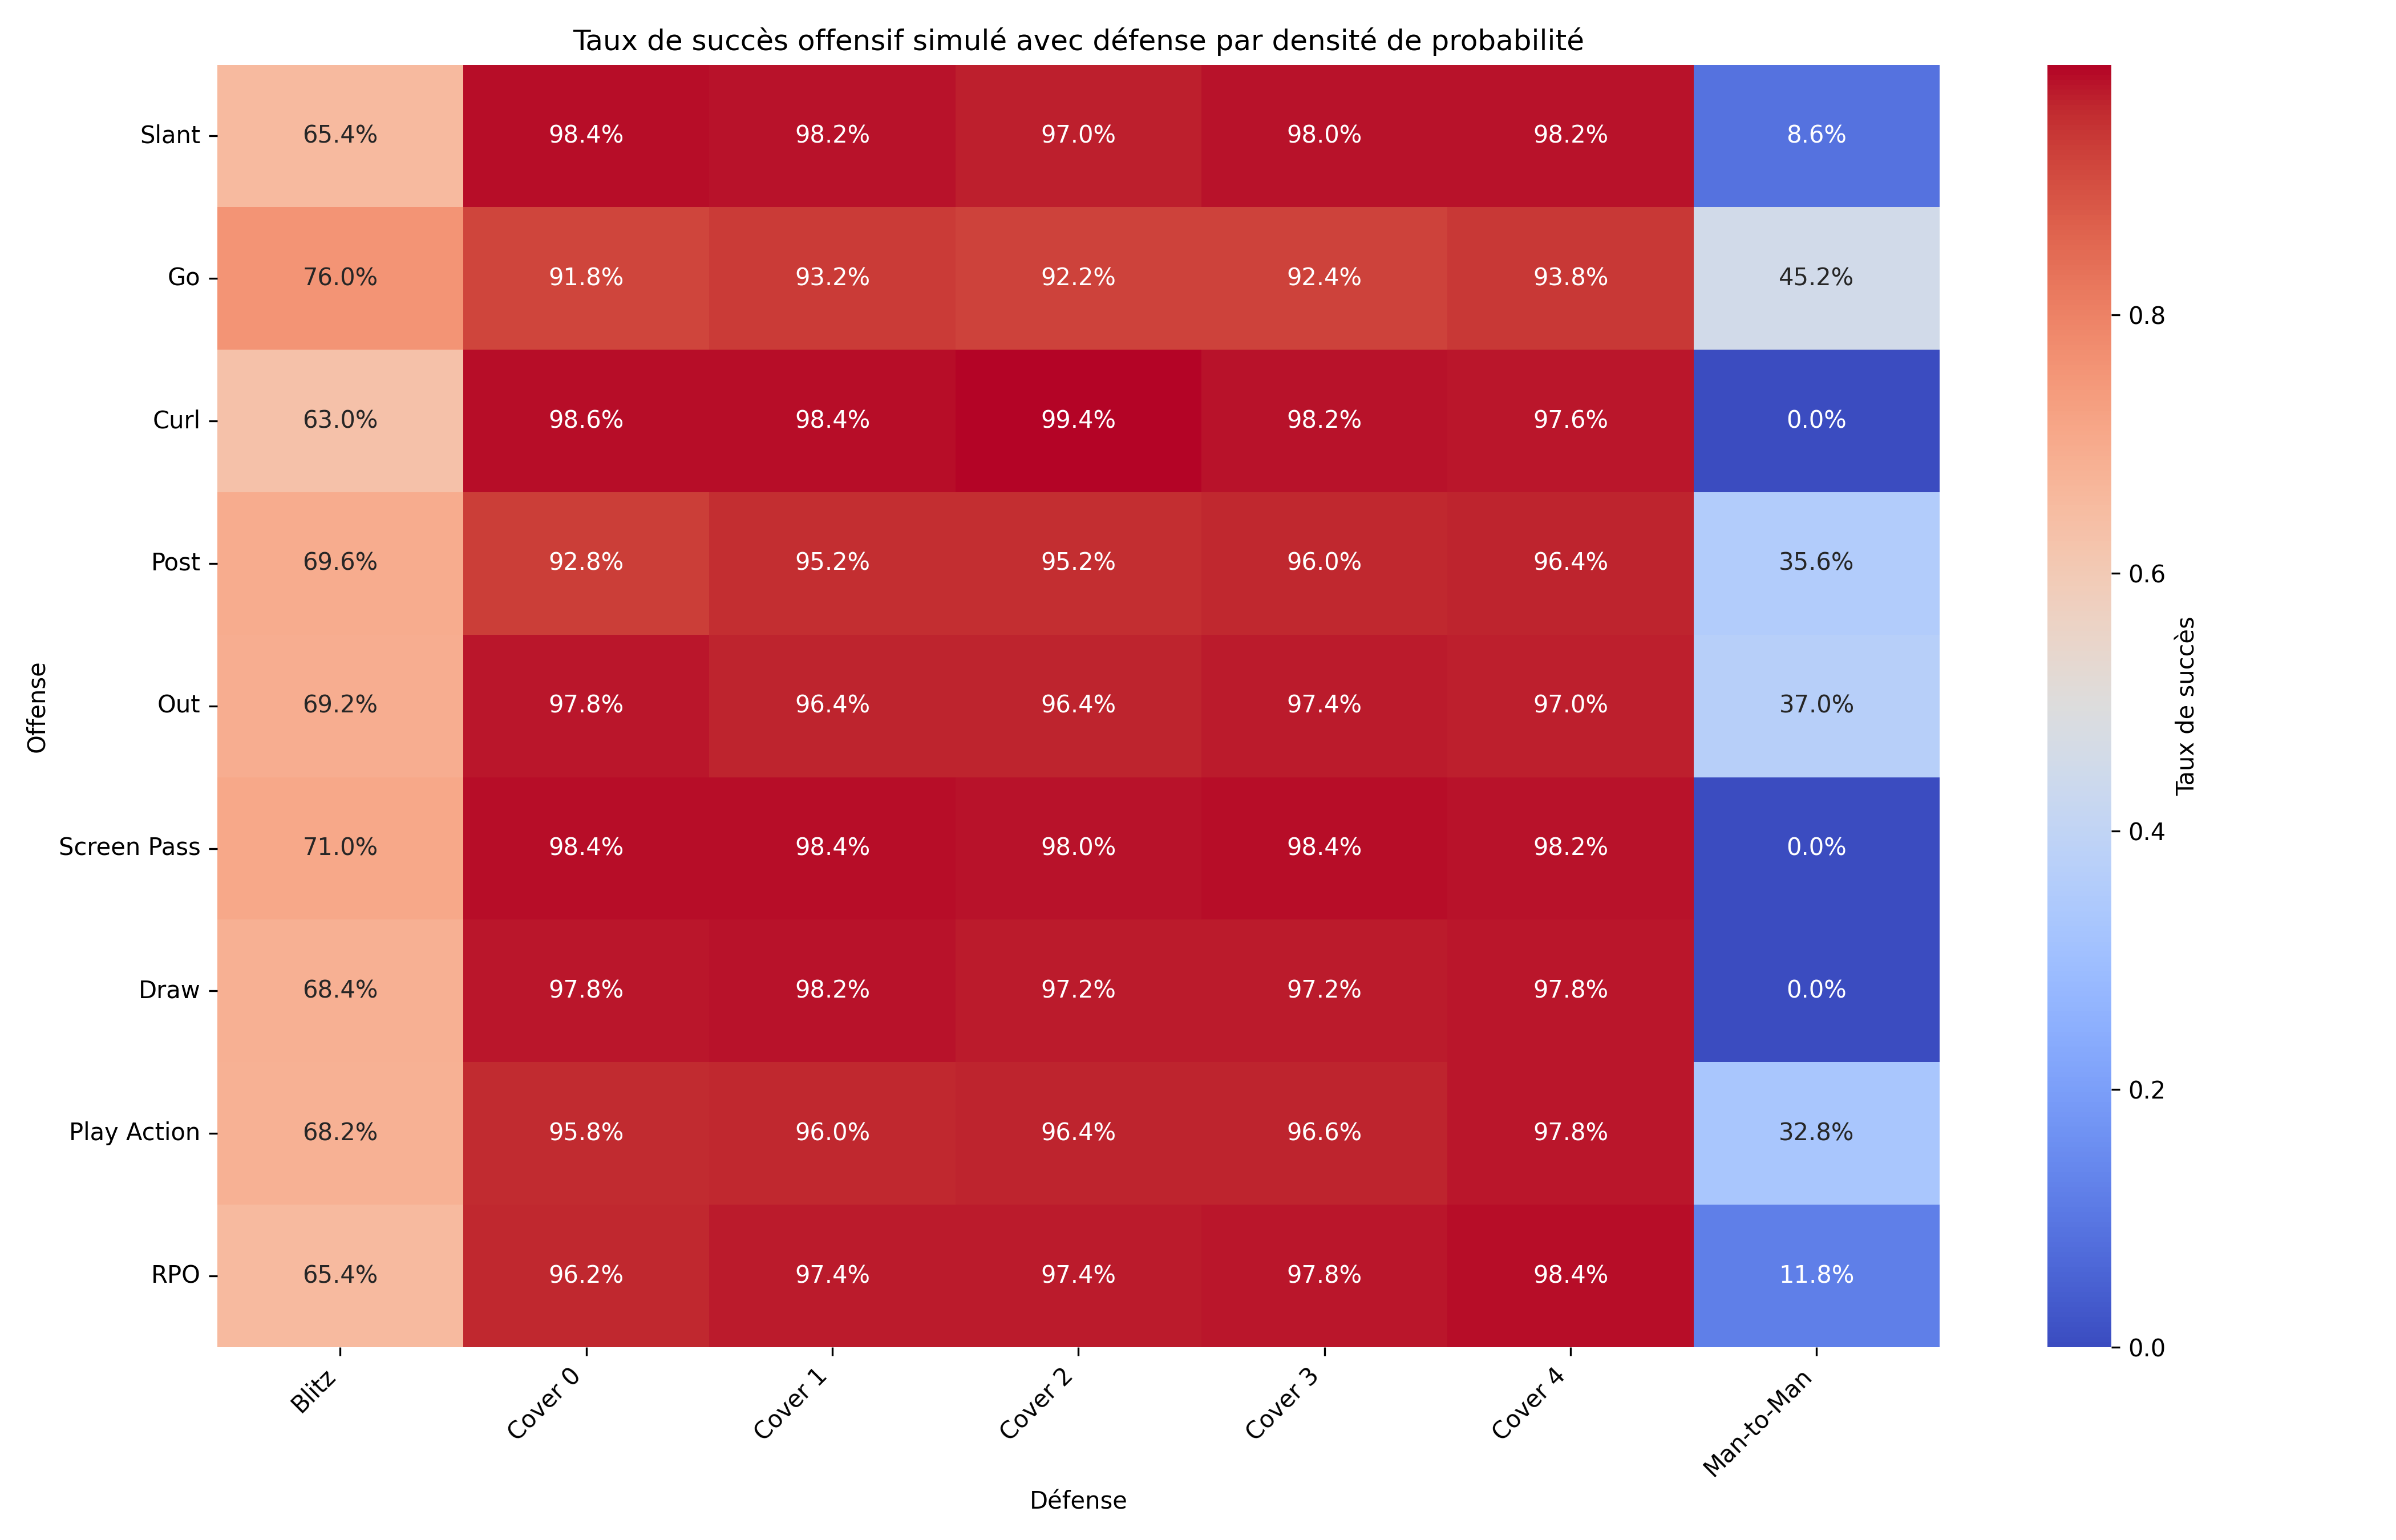 Taux de succès offensif simulé avec défense par densité de probabilité
Offense
Slant 65.4% 98.4% 98.2% 97.0% 98.0% 98.2% 8.6%
Go 76.0% 91.8% 93.2% 92.2% 92.4% 93.8% 45.2%
Curl 63.0% 98.6% 98.4% 99.4% 98.2% 97.6% 0.0%
Post 69.6% 92.8% 95.2% 95.2% 96.0% 96.4% 35.6%
Out 69.2% 97.8% 96.4% 96.4% 97.4% 97.0% 37.0%
Screen Pass 71.0% 98.4% 98.4% 98.0% 98.4% 98.2% 0.0%
Draw 68.4% 97.8% 98.2% 97.2% 97.2% 97.8% 0.0%
Play Action 68.2% 95.8% 96.0% 96.4% 96.6% 97.8% 32.8%
RPO 65.4% 96.2% 97.4% 97.4% 97.8% 98.4% 11.8%
Blitz Cover 0 Cover 1 Cover 2 Cover 3 Cover 4 Man-to-Man
Défense
0.8
0.6
0.4
0.2
0.0
Taux de succès